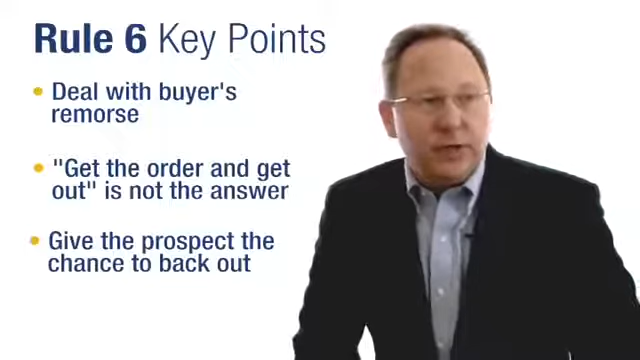 Rule 6 Key Points
• Deal with buyer's
remorse
• "Get the order and get
out" is not the answer
• Give the prospect the
chance to back out